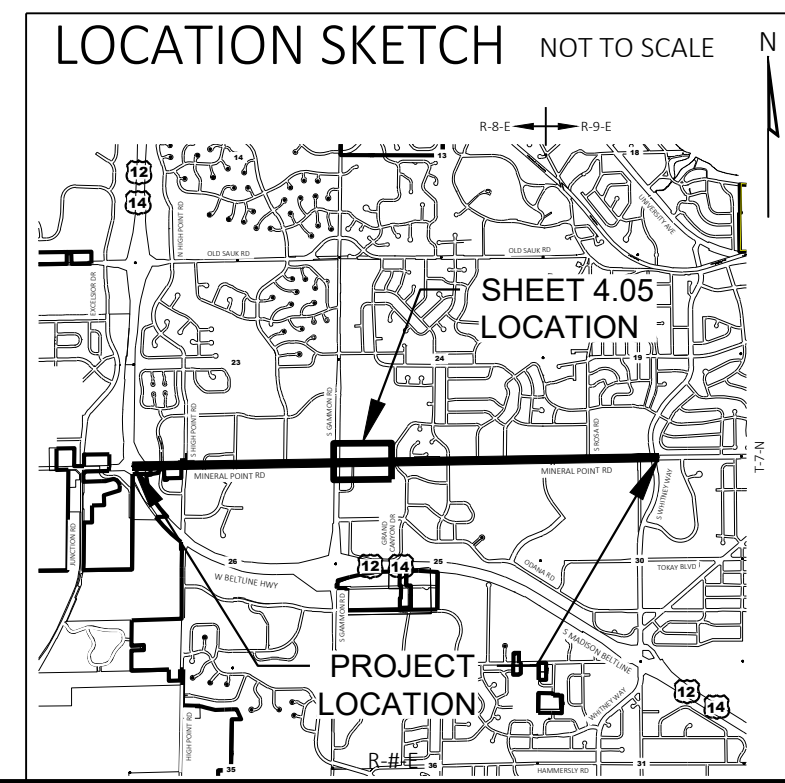 LOCATION SKETCH NOT TO SCALE
N
R-8-E R-9-E
14
13
18
12
14
N HIGH POINT RD
UNIVERSITY AVE
OLD SAUK RD
OLD SAUK RD
EXCELSIOR DR
SHEET 4.05
LOCATION
23
24
19
S HIGH POINT RD
S GAMMON RD
S ROSA RD
MINERAL POINT RD
MINERAL POINT RD
T-7-N
S WHITNEY WAY
JUNCTION RD
GRAND
CANYON DR
26
12
14
25
ODANA RD
30
TOKAY BLVD
W BELTLINE HWY
S GAMMON RD
S MADISON BELTLINE
PROJECT
LOCATION
12
14
WHITNEY WAY
HIGH POINT RD
R-#-E
35
36
31
HAMMERSLY RD